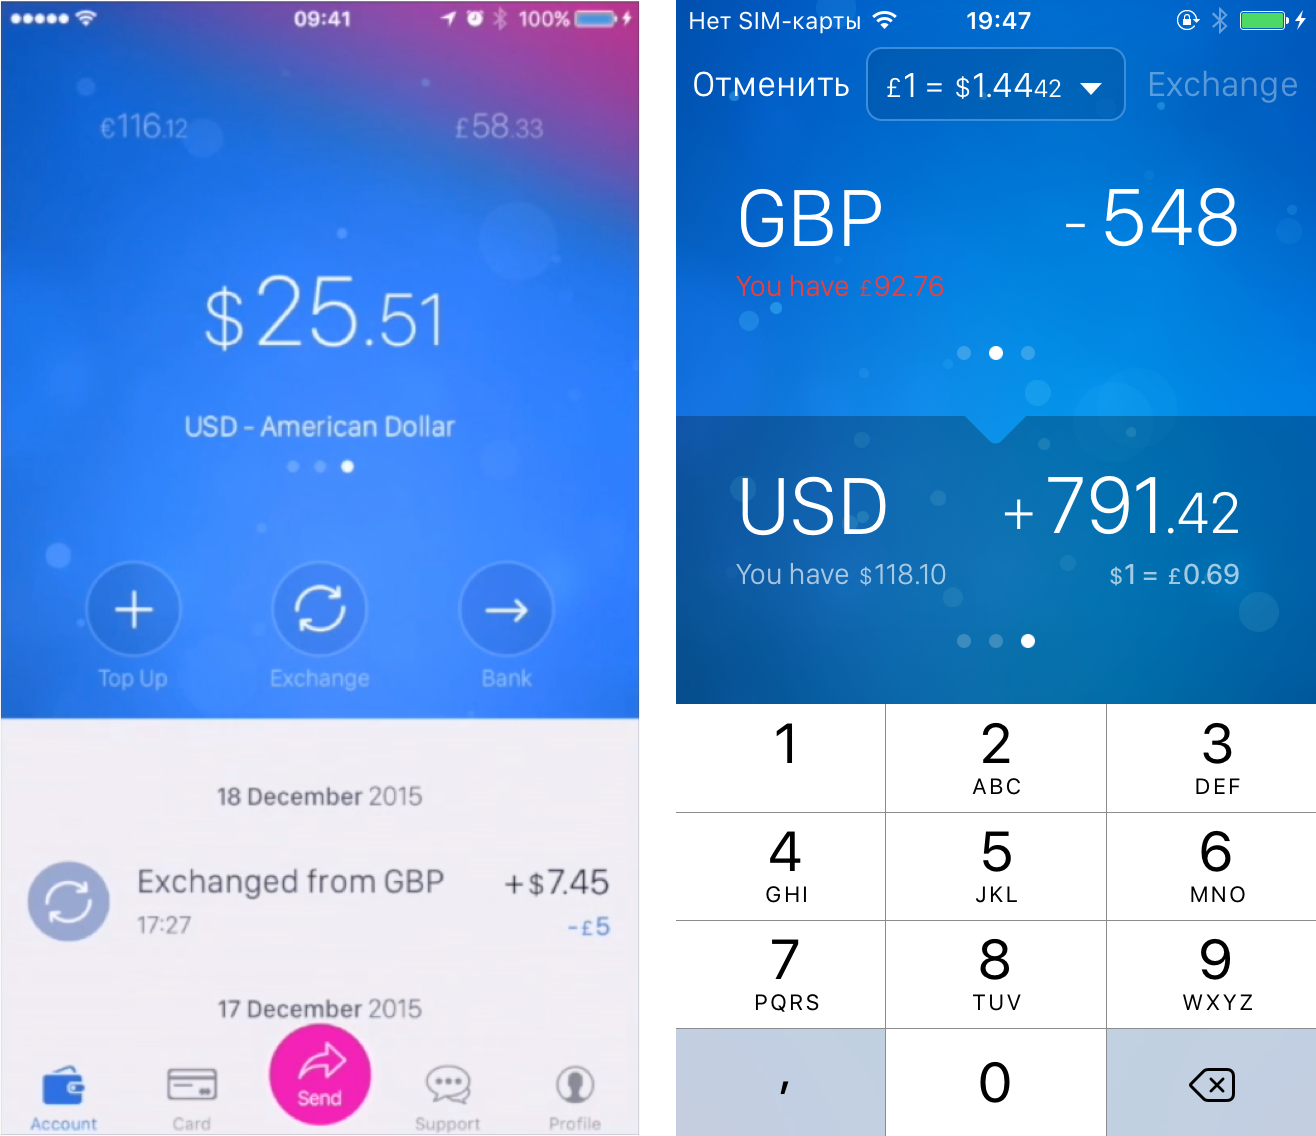 09:41
100%
€116.12
£58.33
$25.51
USD - American Dollar
Top Up
Exchange
Bank
18 December 2015
Exchanged from GBP
+$7.45
17:27
-£5
17 December 2015
Send
Account
Card
Support
Profile
Нет SIM-карты
19:47
Отменить
£1 = $1.4442
Exchange
GBP
- 548
You have £92.76
USD
+ 791.42
You have $118.10
$1 = £0.69
1
2
ABC
3
DEF
4
GHI
5
JKL
6
MNO
7
PQRS
8
TUV
9
WXYZ
,
0